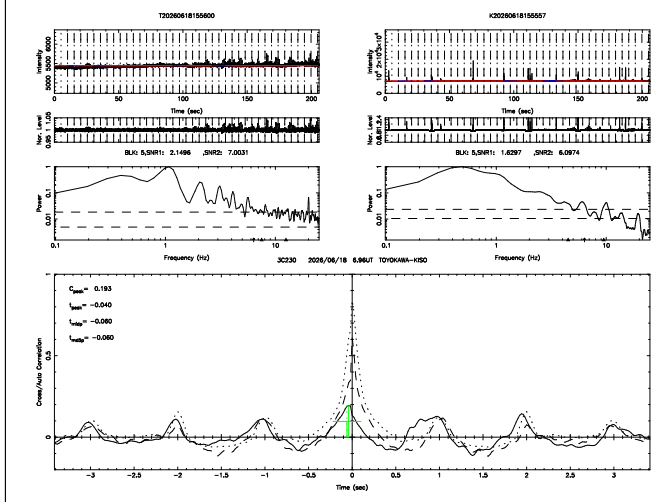 T20260618155600
K20260618155557
Intensity
5000 5500 6000
0 50 100 150 200
Time (sec)
Intensity
0 10⁴ 2×10⁴ 3×10⁴
0 50 100 150 200
Time (sec)
Nor. Level
0.95 1 1.05
Nor. Level
BLK: 5,SNR1: 2.1496 ,SNR2: 7.0031
BLK: 5,SNR1: 1.6297 ,SNR2: 6.0974
Power
0.01 0.1
0.1 1 10
Frequency (Hz)
Power
0.01 0.1
0.1 1 10
Frequency (Hz)
3C230 2026/06/18 6.96UT TOYOKAWA-KISO
Cpeak= 0.193
tpeak= -0.040
tmidp= -0.060
Cross/Auto Correlation
0 0.5 1
-3 -2.5 -2 -1.5 -1 -0.5 0 0.5 1 1.5 2 2.5 3
Time (sec)